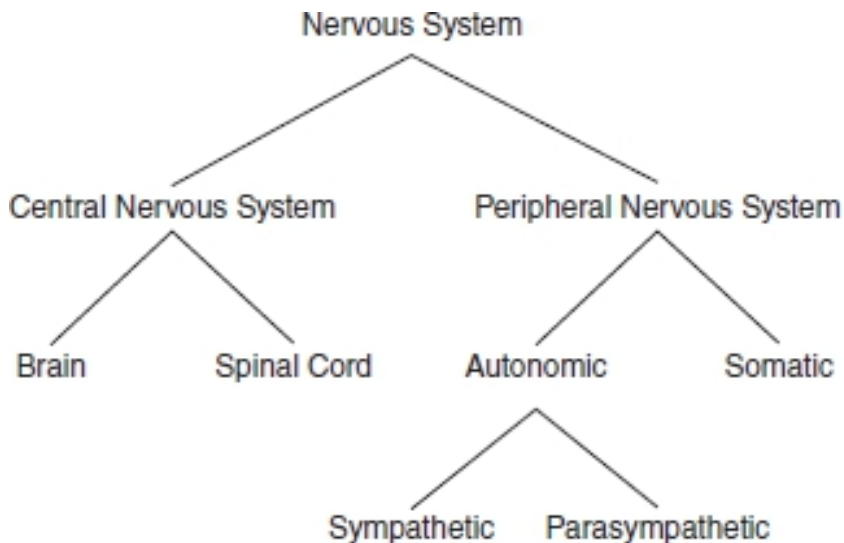 Nervous System
Central Nervous System Peripheral Nervous System
Brain Spinal Cord Autonomic Somatic
Sympathetic Parasympathetic